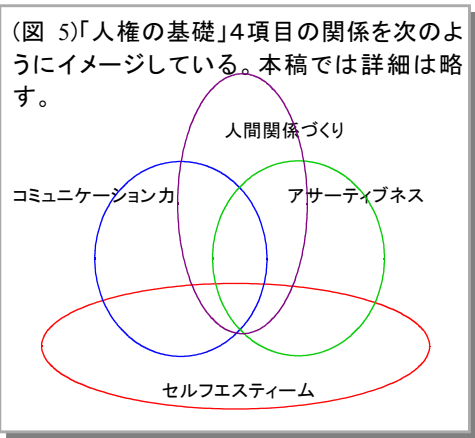 (図 5)「人権の基礎」４項目の関係を次のよ
うにイメージしている。本稿では詳細は略
す。
人間関係づくり
コミュニケーション力
アサーティブネス
セルフエスティーム